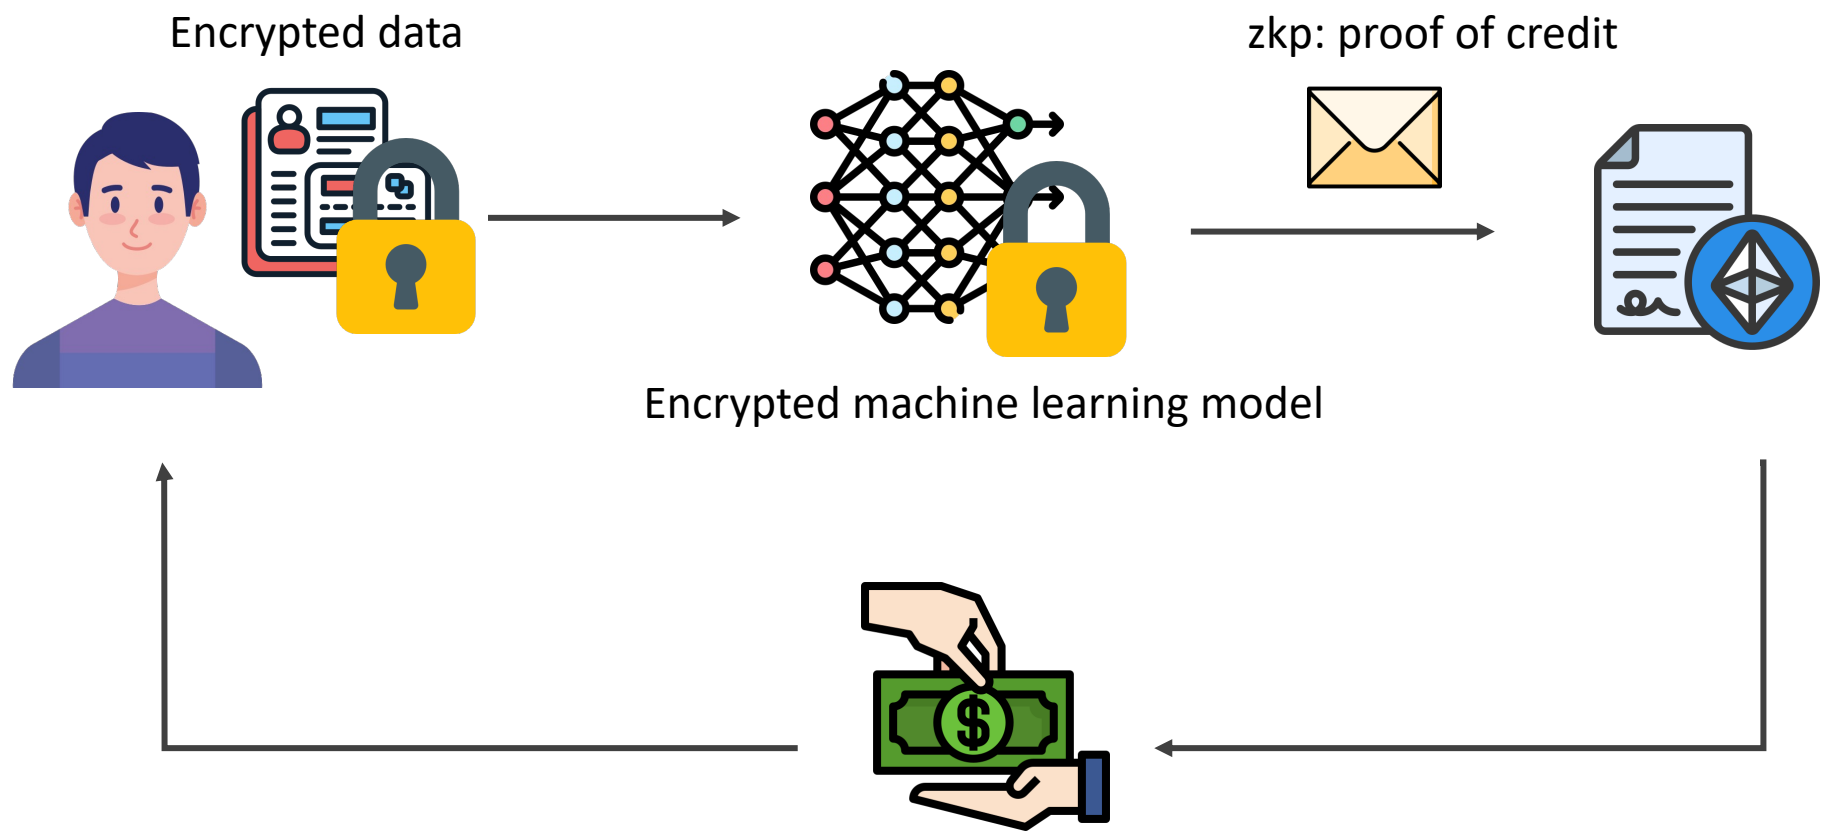 Encrypted data
zkp: proof of credit
Encrypted machine learning model
$